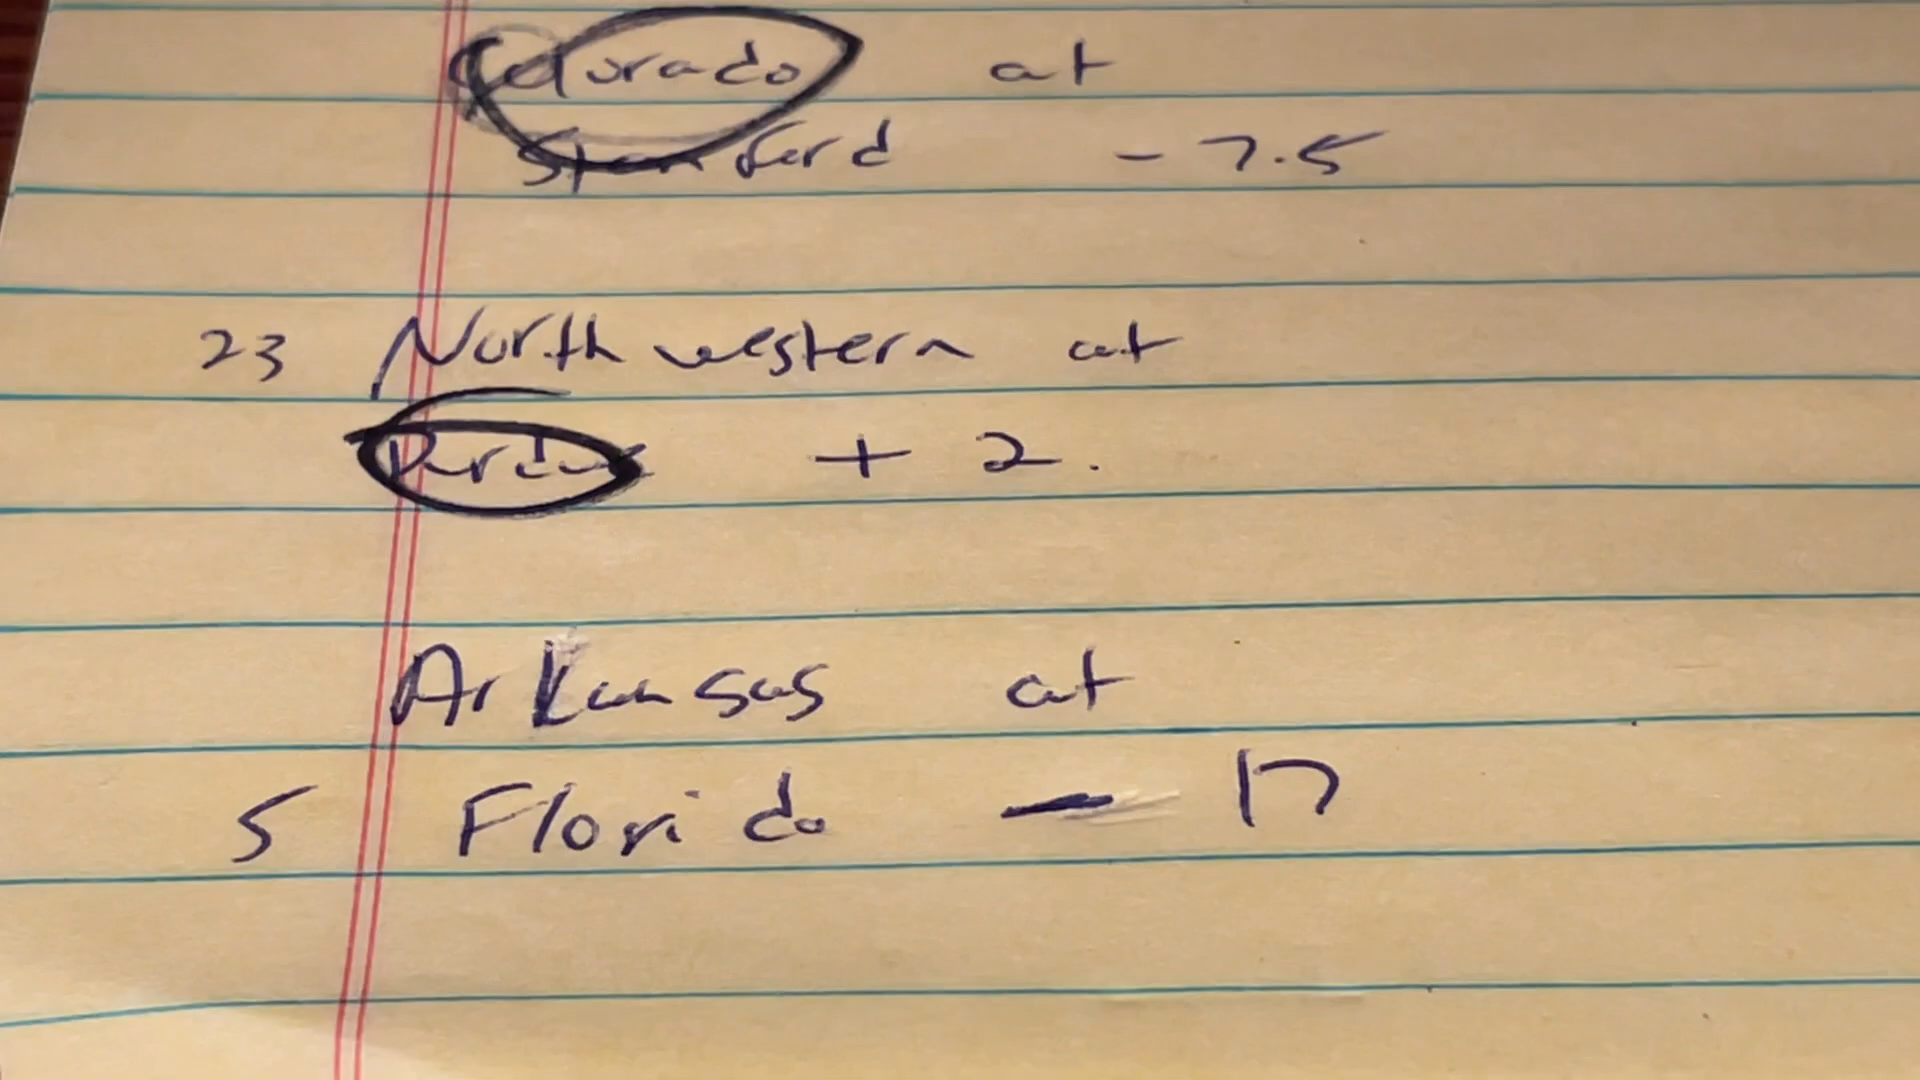 Colorado at
Stanford - 7.5
23 Northwestern at
Purdue + 2.
Arkansas at
5 Florida - 17